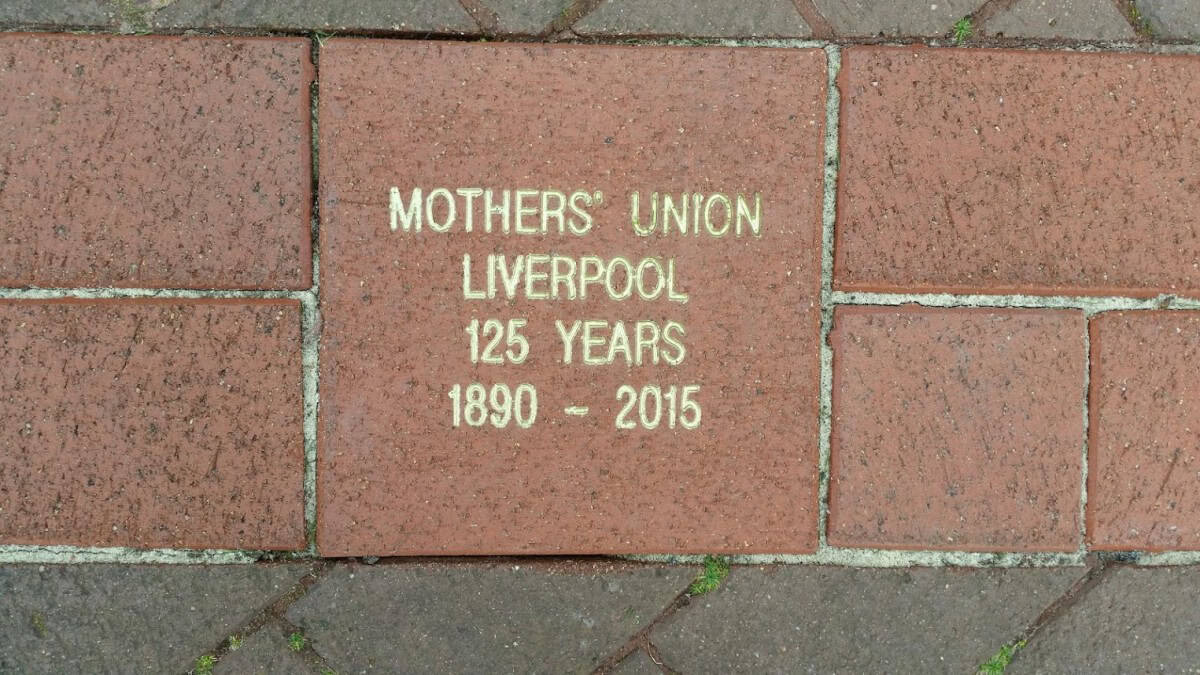 MOTHERS' UNION
LIVERPOOL
125 YEARS
1890 - 2015